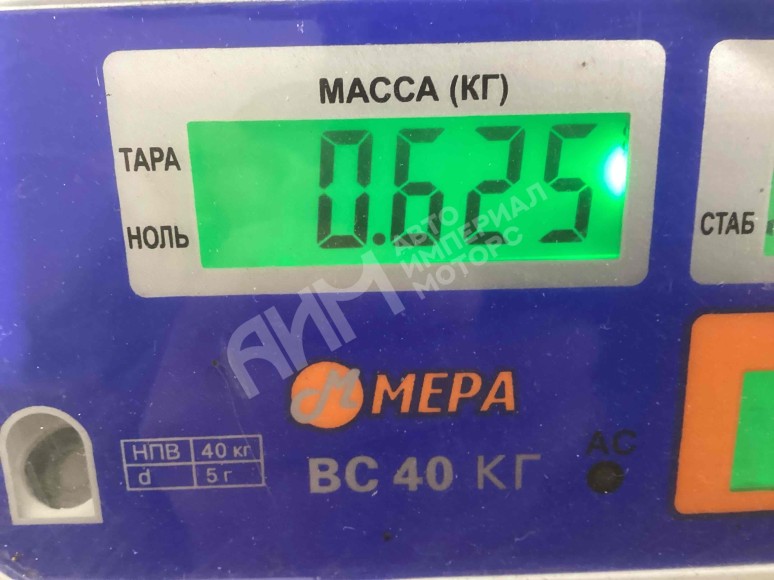 МАССА (КГ)
ТАРА
0.625
НОЛЬ
СТАБ
АИМ АВТО
ИМПЕРИАЛ
МОТОРС
М МЕРА
НПВ 40 кг
d 5 г
ВС 40 КГ
AC